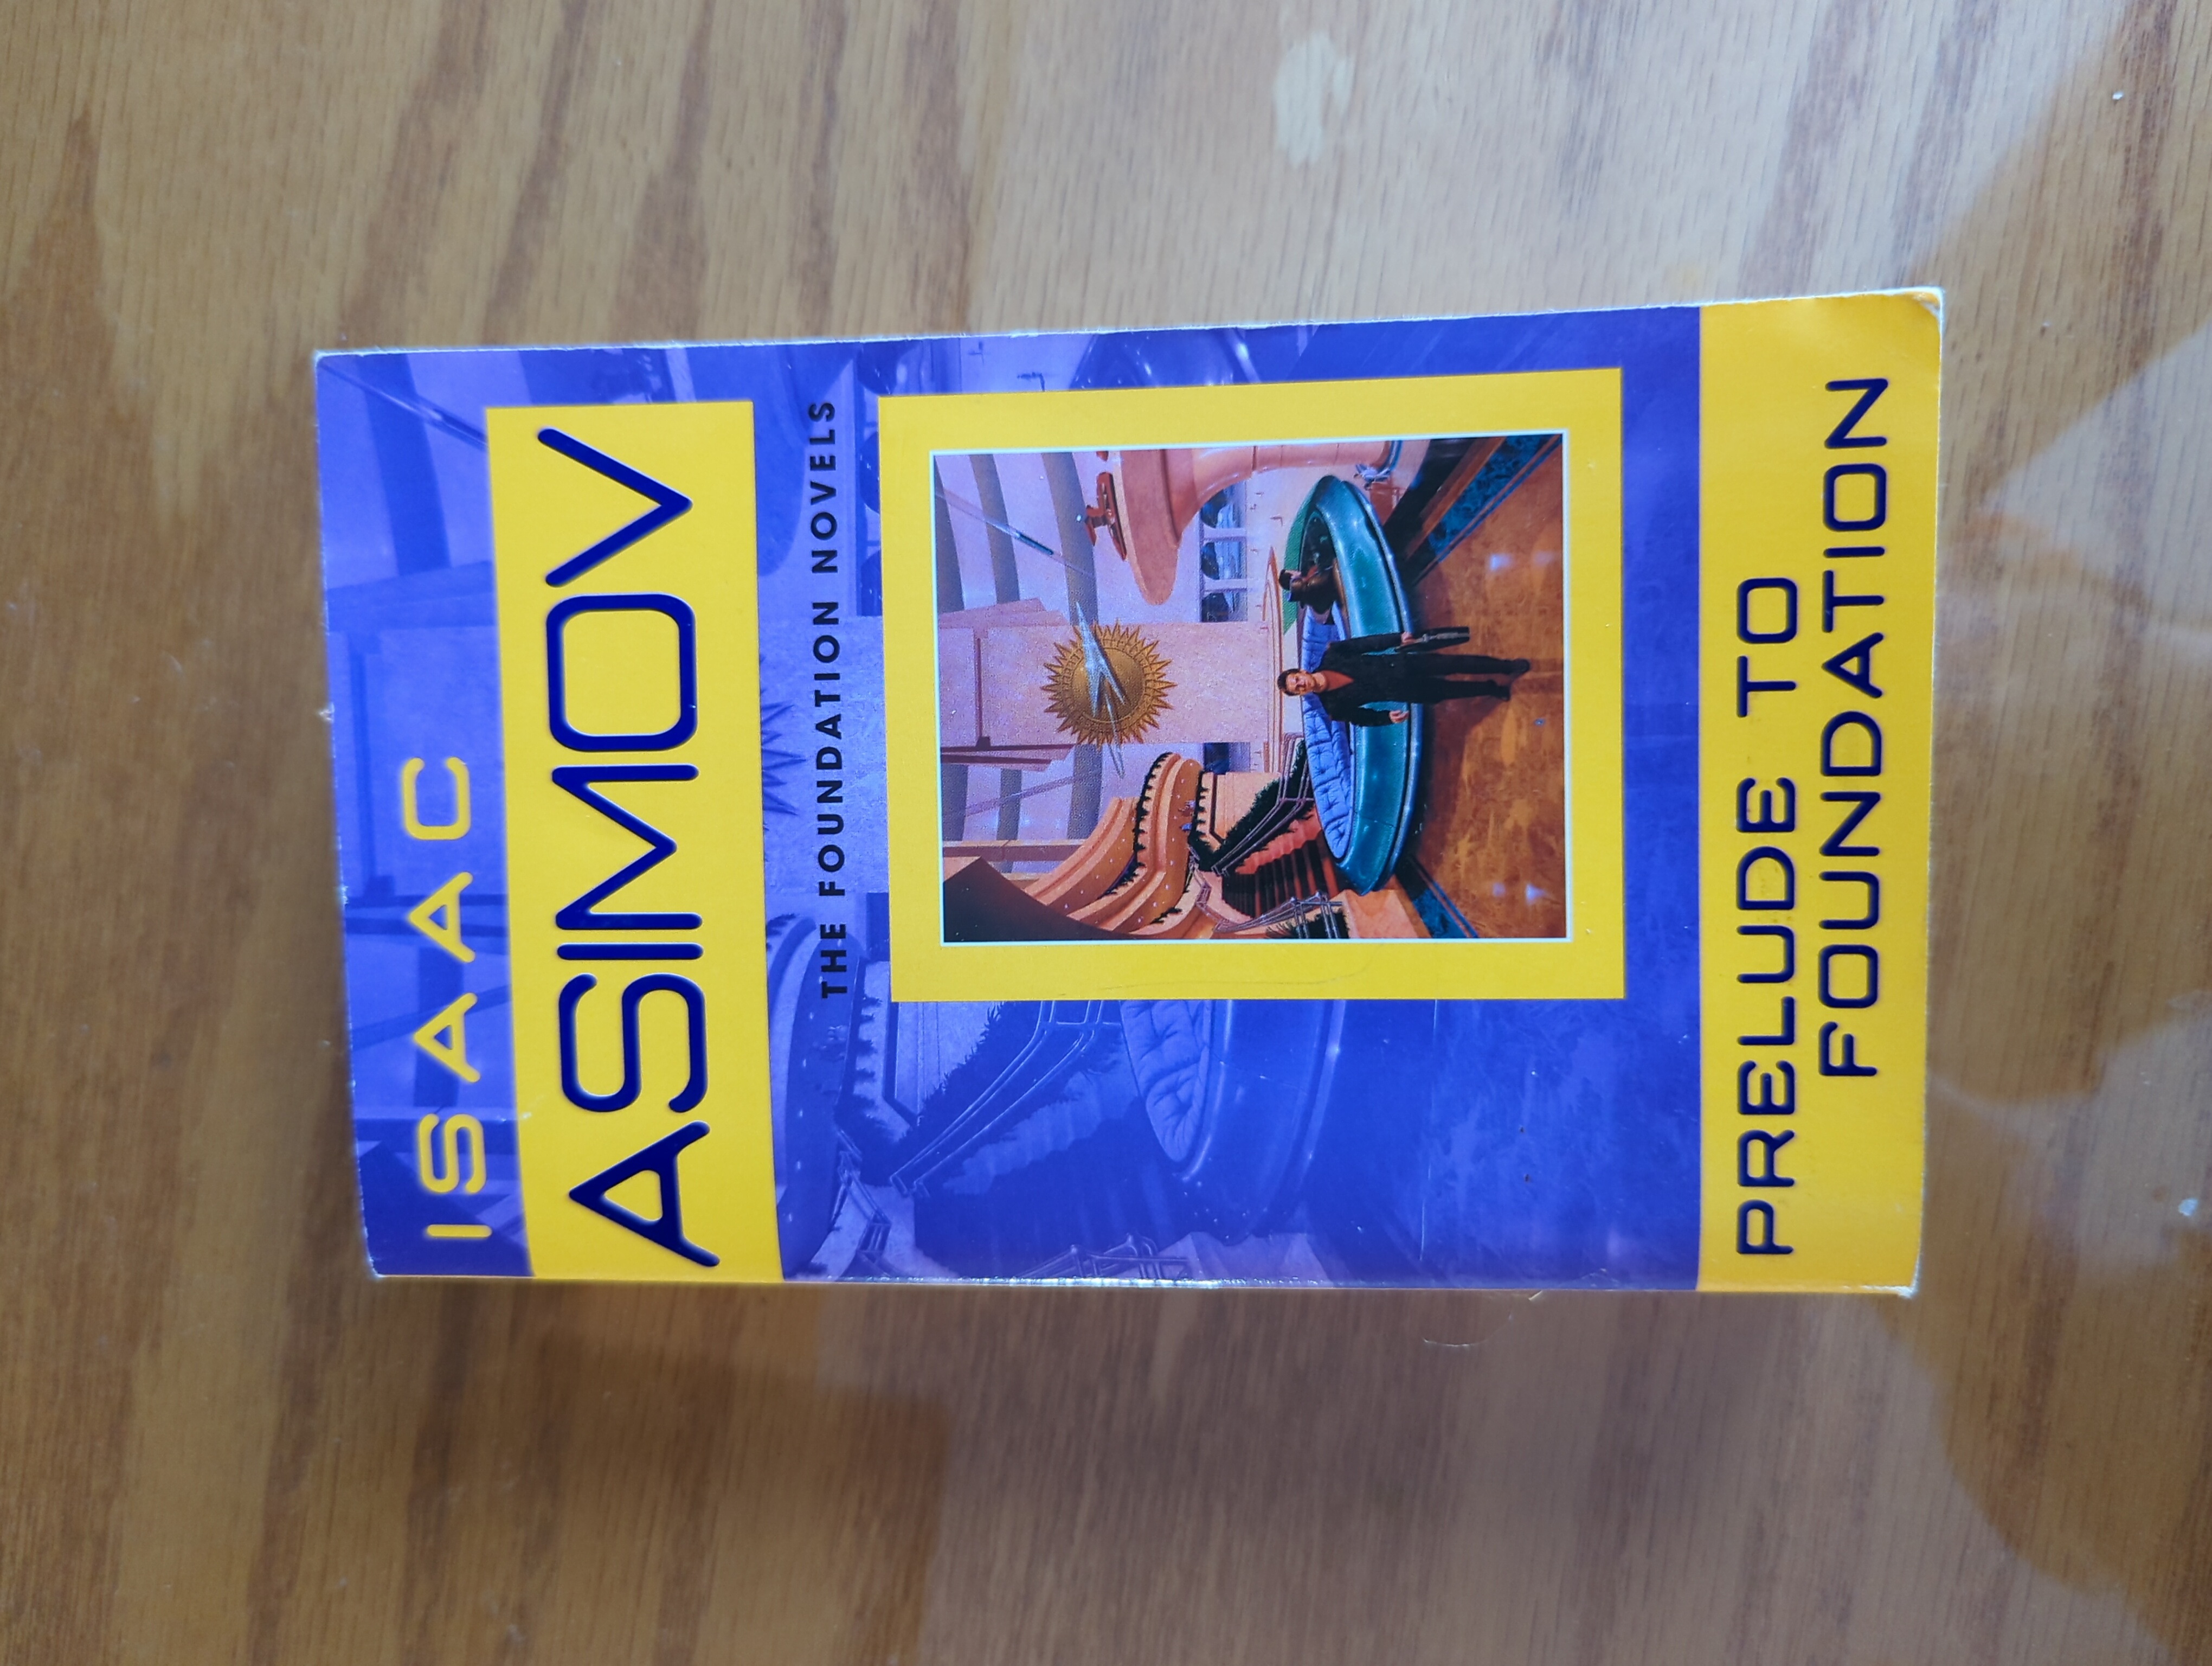 ISAAC
ASIMOV
THE FOUNDATION NOVELS
PRELUDE TO
FOUNDATION